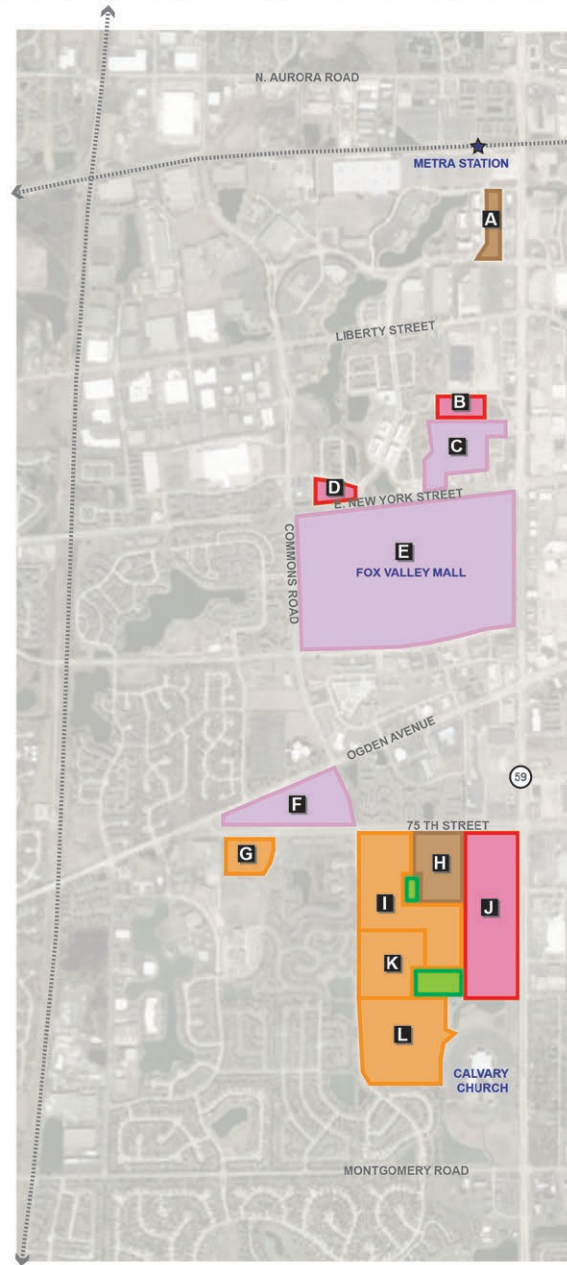 N. AURORA ROAD
METRA STATION
A
LIBERTY STREET
B
C
D
E. NEW YORK STREET
E
FOX VALLEY MALL
COMMONS ROAD
OGDEN AVENUE
59
F
75 TH STREET
G
H
I
J
K
L
CALVARY
CHURCH
MONTGOMERY ROAD